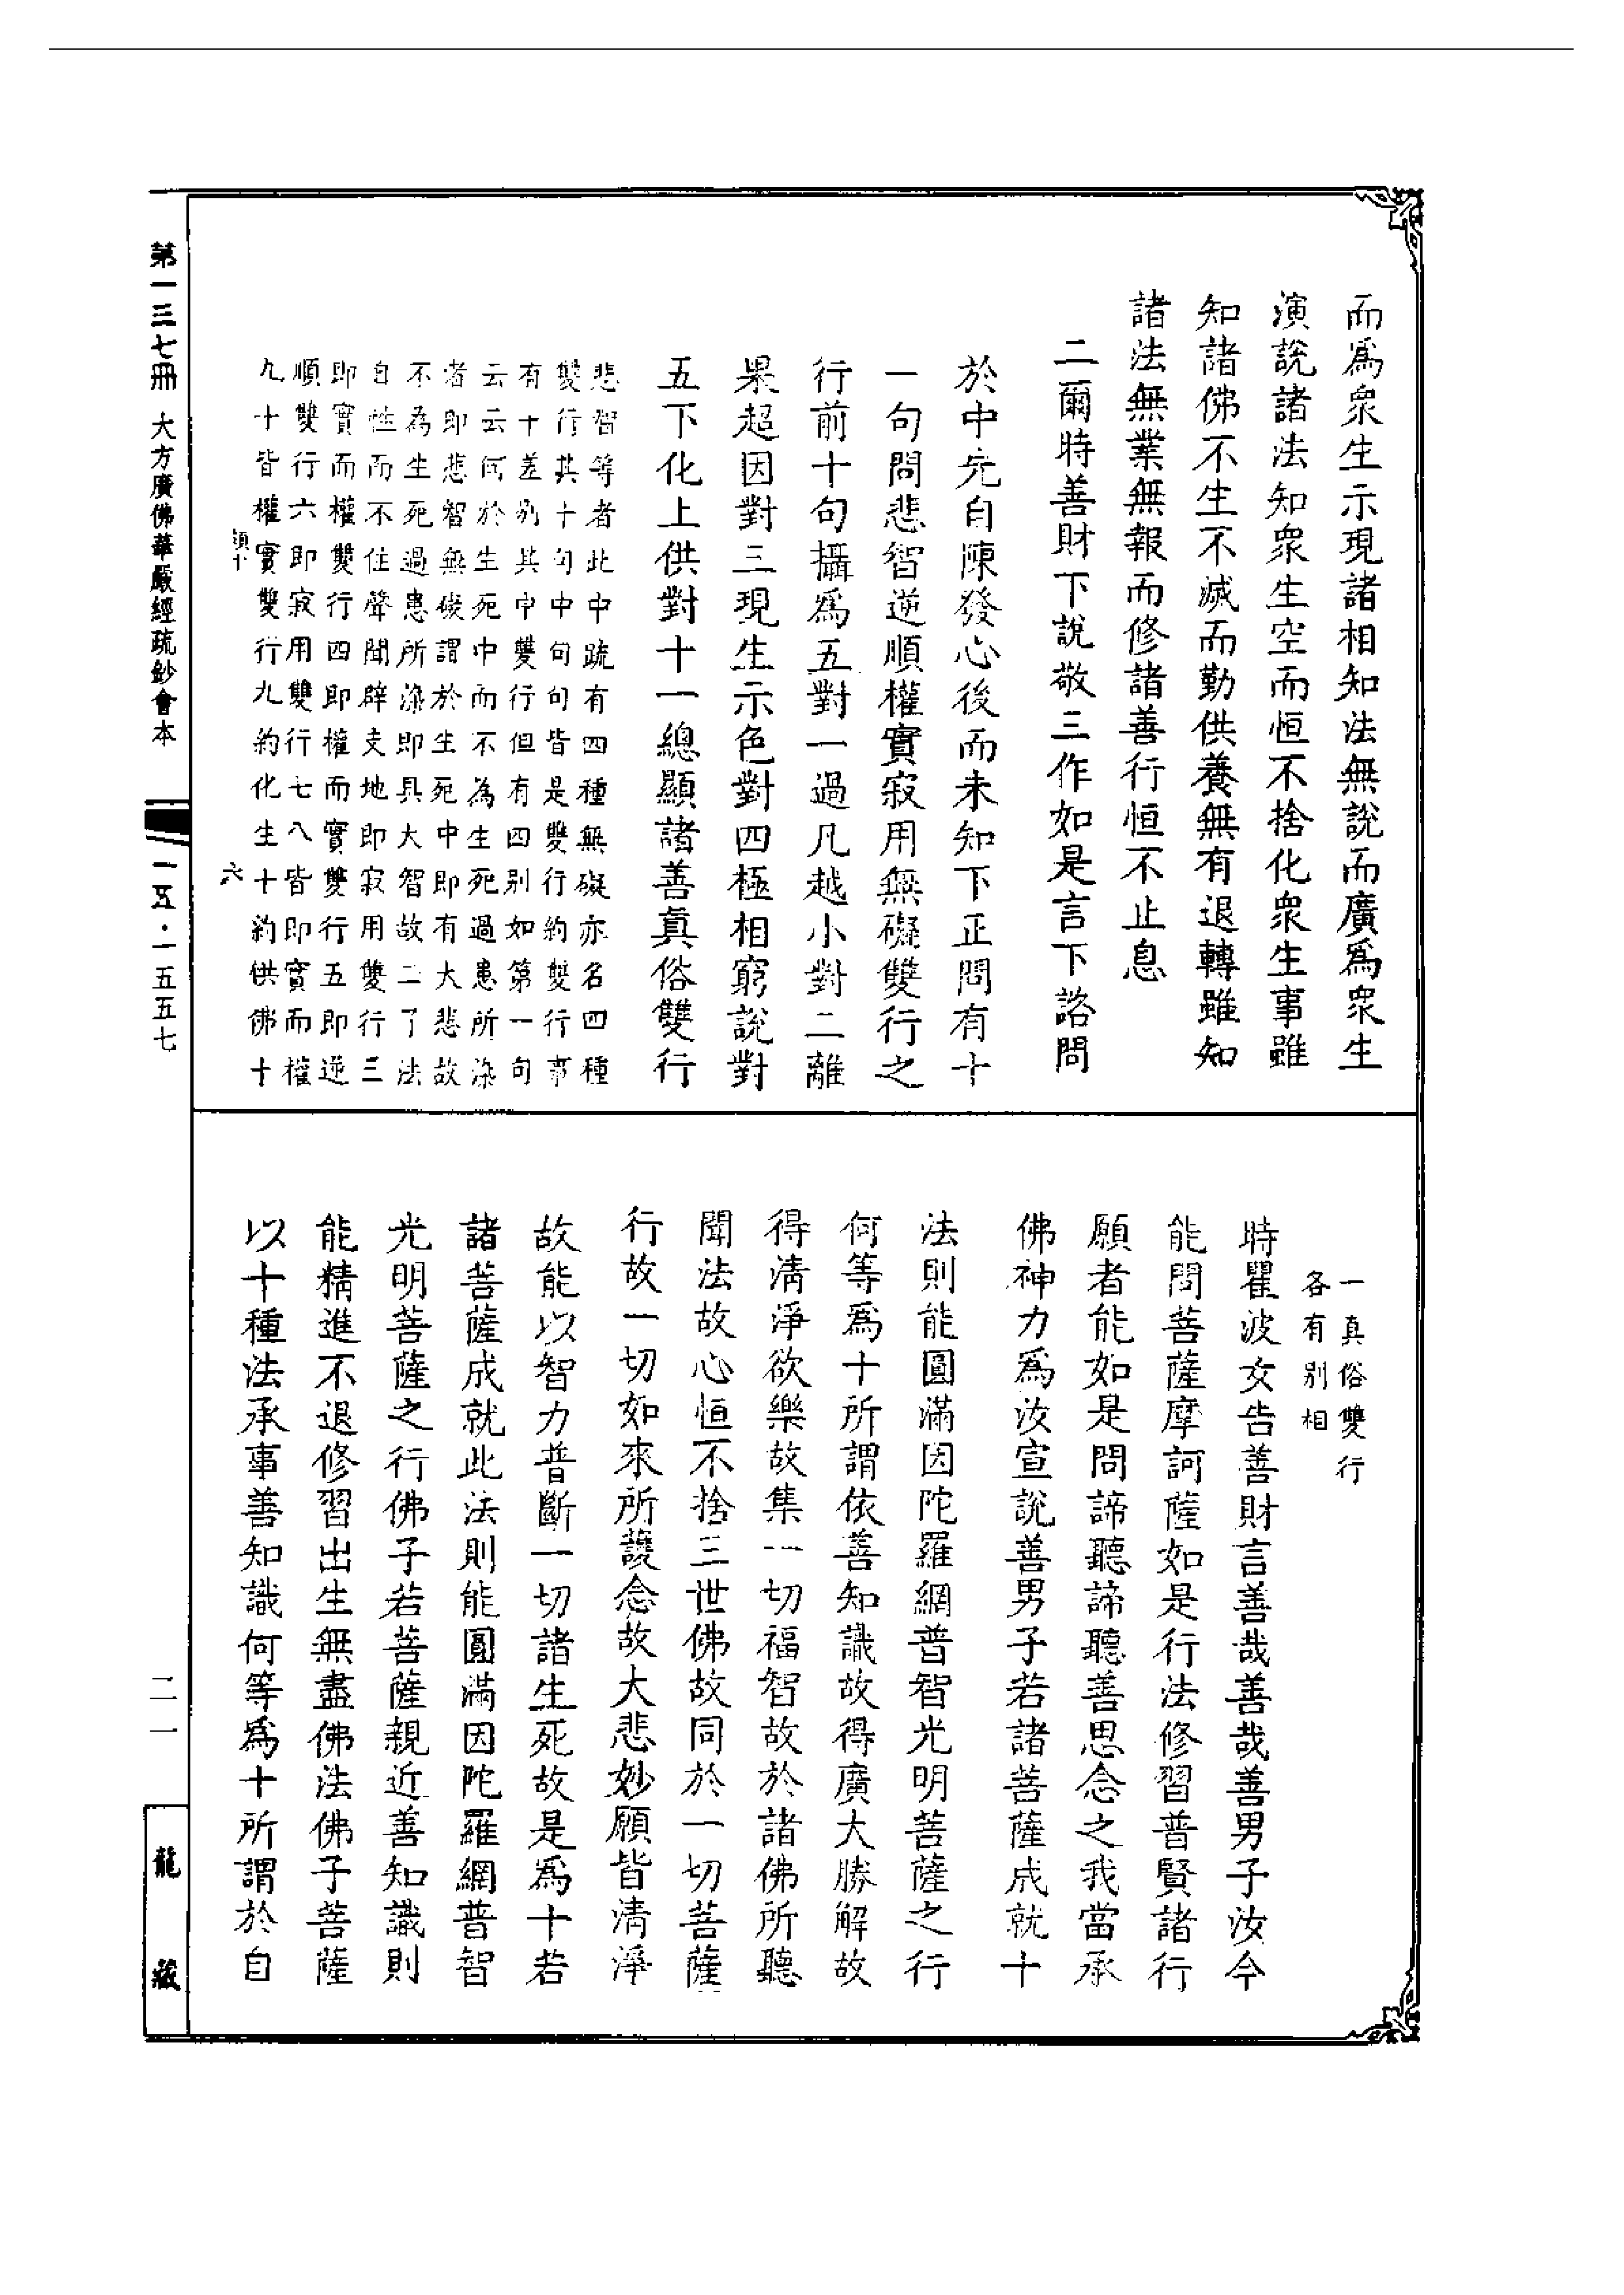 而爲衆生示現諸相知法無說而廣爲衆生
演說諸法知衆生空而恒不捨化衆生事雖
知諸佛不生不滅而勤供養無有退轉雖知
諸法無業無報而修諸善行恒不止息
二爾時善財下說敬三作如是言下諮問
於中先自陳發心後而未知下正問有十
一句問悲智逆順權實寂用無礙雙行之
行前十句攝爲五對一過凡越小對二離
果超因對三現生示色對四極相窮說對
五下化上供對十一總顯諸善真俗雙行
悲智等者此中疏有四種無礙亦名四種
雙行其十句中句句皆是雙行約雙行事
有十差別其中雙行但有四別如第一句
云云何於生死中而不為生死過患所染
者即悲智無礙謂於生死中即有大悲故
不為生死過患所染即具大智故二了法
自性而不住聲聞辟支地即寂用雙行三
即實而權雙行四即權而實雙行五即逆
順雙行六即寂用雙行七八皆即實而權
九十皆權實雙行九約化生十約供佛十
一真俗雙行
各有別相
時瞿波女告善財言善哉善哉善男子汝今
能問菩薩摩訶薩如是行法修習普賢諸行
願者能如是問諦聽諦聽善思念之我當承
佛神力爲汝宣說善男子若諸菩薩成就十
法則能圓滿因陀羅網普智光明菩薩之行
何等爲十所謂依善知識故得廣大勝解故
得清淨欲樂故集一切福智故於諸佛所聽
聞法故心恒不捨三世佛故同於一切菩薩
行故一切如來所護念故大悲妙願皆清淨
故能以智力普斷一切諸生死故是爲十若
諸菩薩成就此法則能圓滿因陀羅網普智
光明菩薩之行佛子若菩薩親近善知識則
能精進不退修習出生無盡佛法佛子菩薩
以十種法承事善知識何等爲十所謂於自
第一三七冊 大方廣佛華嚴經疏鈔會本
一五·一五五七
二一
龍藏
六